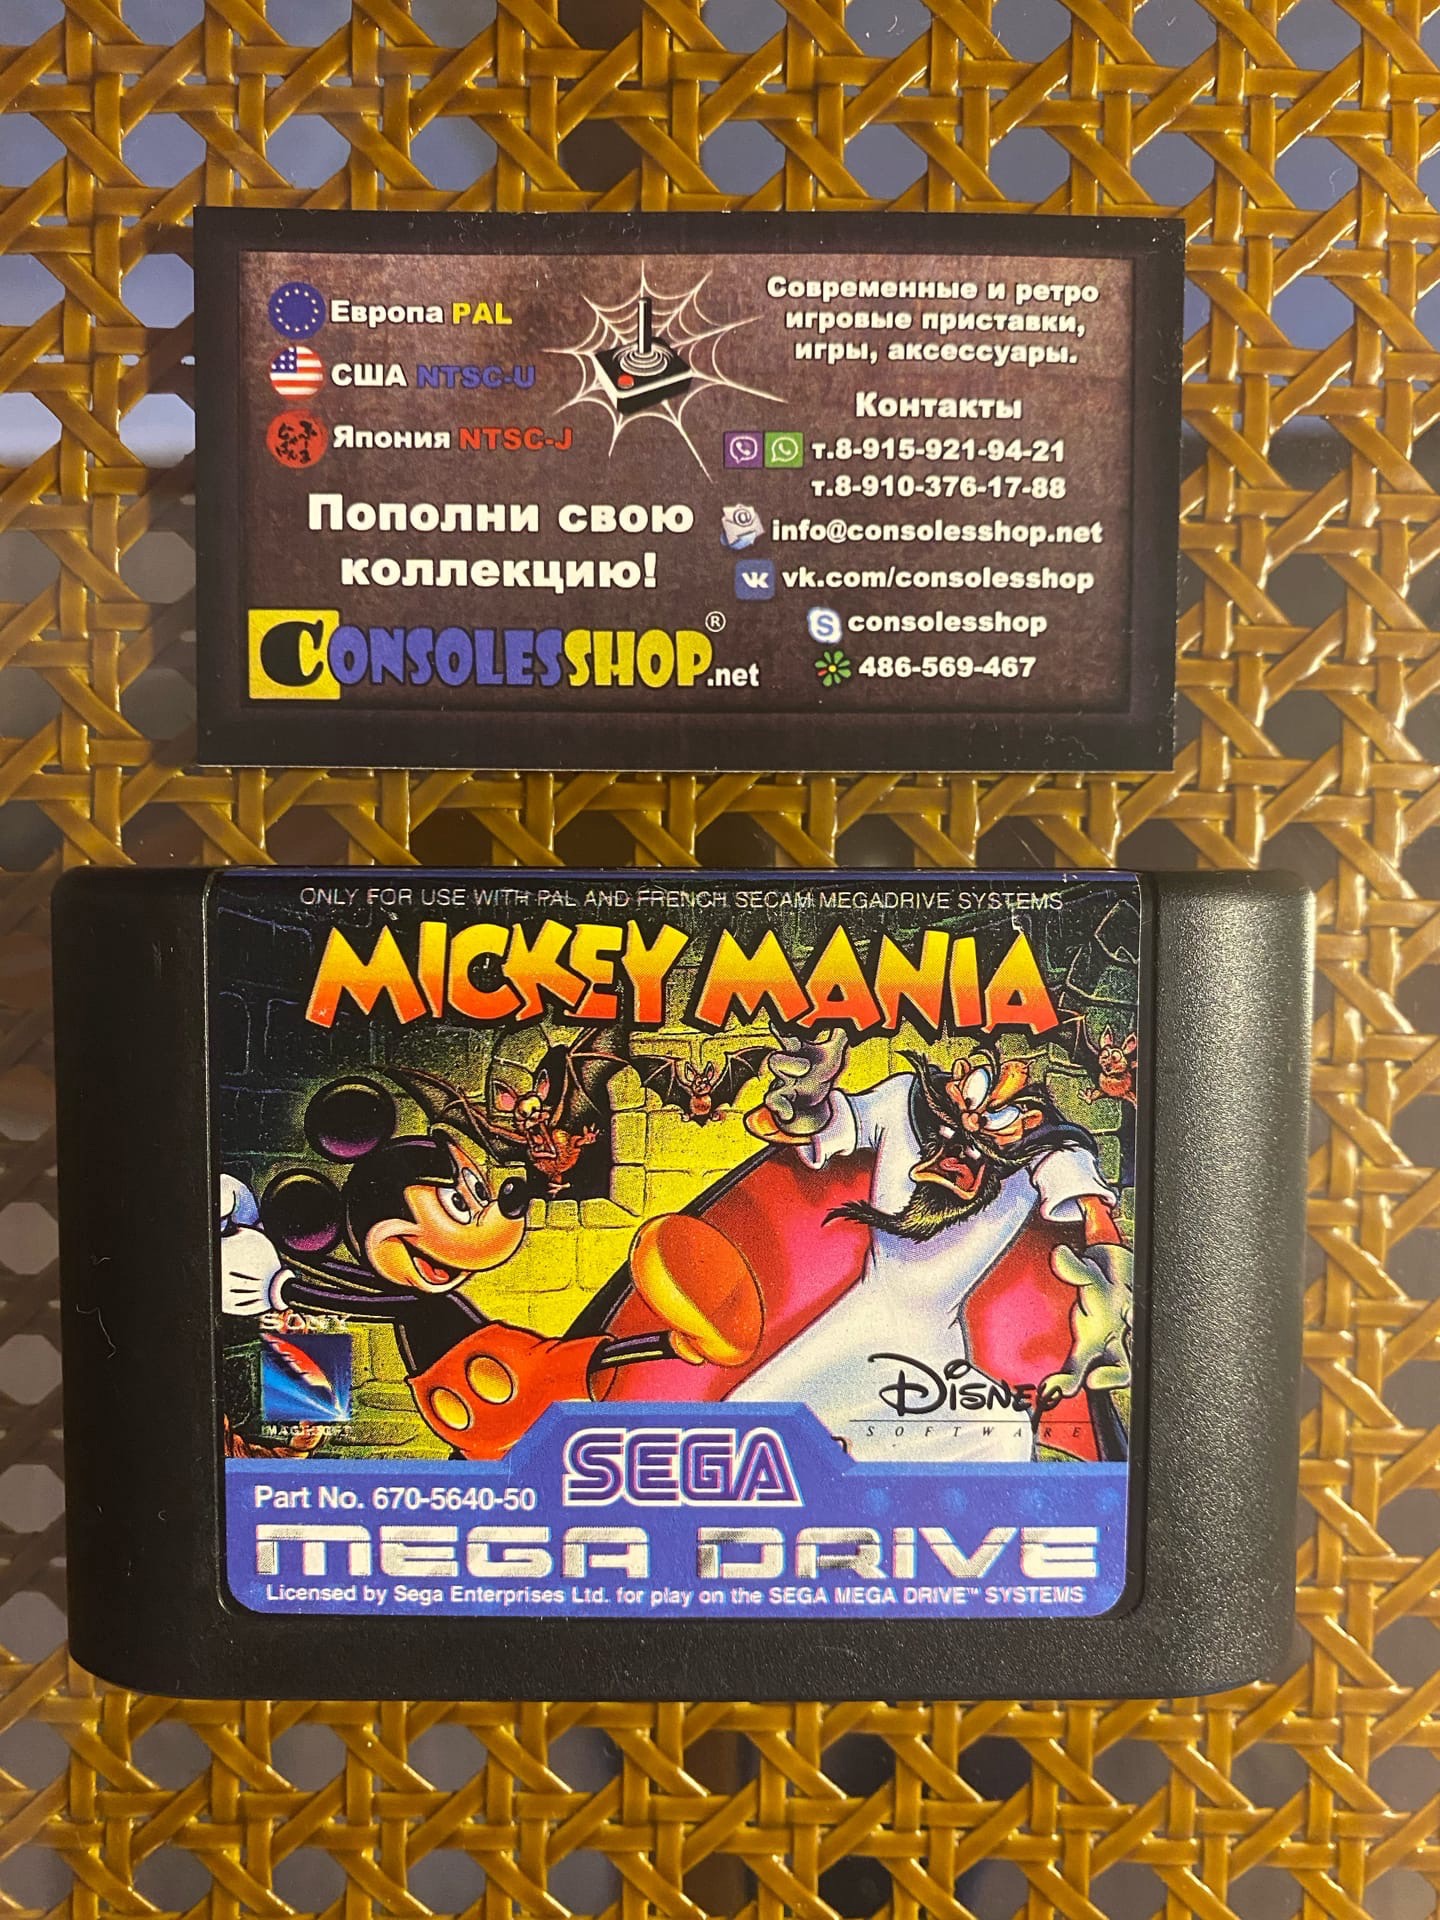 Европа PAL
США NTSC-U
Япония NTSC-J
Пополни свою
коллекцию!
CONSOLESSHOP.net®
Современные и ретро
игровые приставки,
игры, аксессуары.
Контакты
т.8-915-921-94-21
т.8-910-376-17-88
info@consolesshop.net
vk.com/consolesshop
consolesshop
486-569-467
ONLY FOR USE WITH PAL AND FRENCH SECAM MEGADRIVE SYSTEMS
MICKEY MANIA
SONY
IMAGESOFT
Disney
SOFTWARE
SEGA
Part No. 670-5640-50
MEGA DRIVE
Licensed by Sega Enterprises Ltd. for play on the SEGA MEGA DRIVE™ SYSTEMS